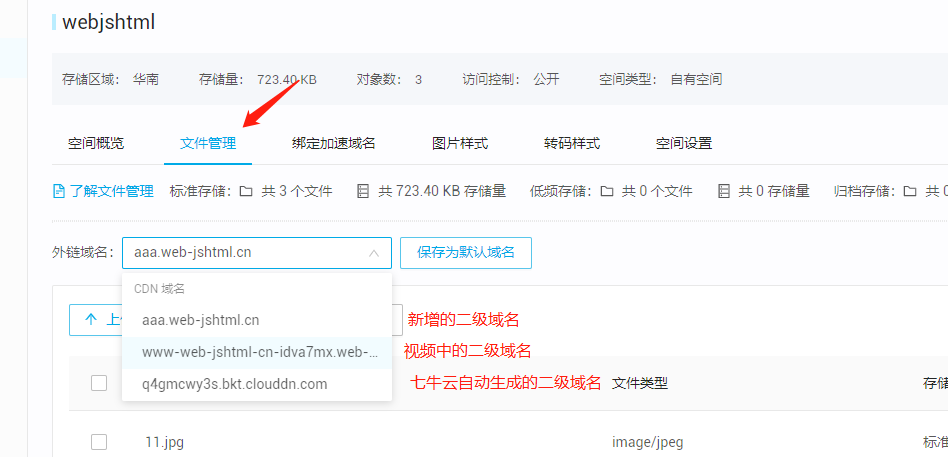 webjshtml
存储区域： 华南 存储量： 723.40 KB 对象数： 3 访问控制： 公开 空间类型： 自有空间
空间概览 文件管理 绑定加速域名 图片样式 转码样式 空间设置
了解文件管理 标准存储： 共 3 个文件 共 723.40 KB 存储量 低频存储： 共 0 个文件 共 0 存储量 归档存储： 共 0
外链域名： aaa.web-jshtml.cn 保存为默认域名
CDN 域名
上
aaa.web-jshtml.cn 新增的二级域名
www-web-jshtml-cn-idva7mx.web-... 视频中的二级域名
q4gmcwy3s.bkt.clouddn.com 七牛云自动生成的二级域名 文件类型 存储
11.jpg image/jpeg 标准